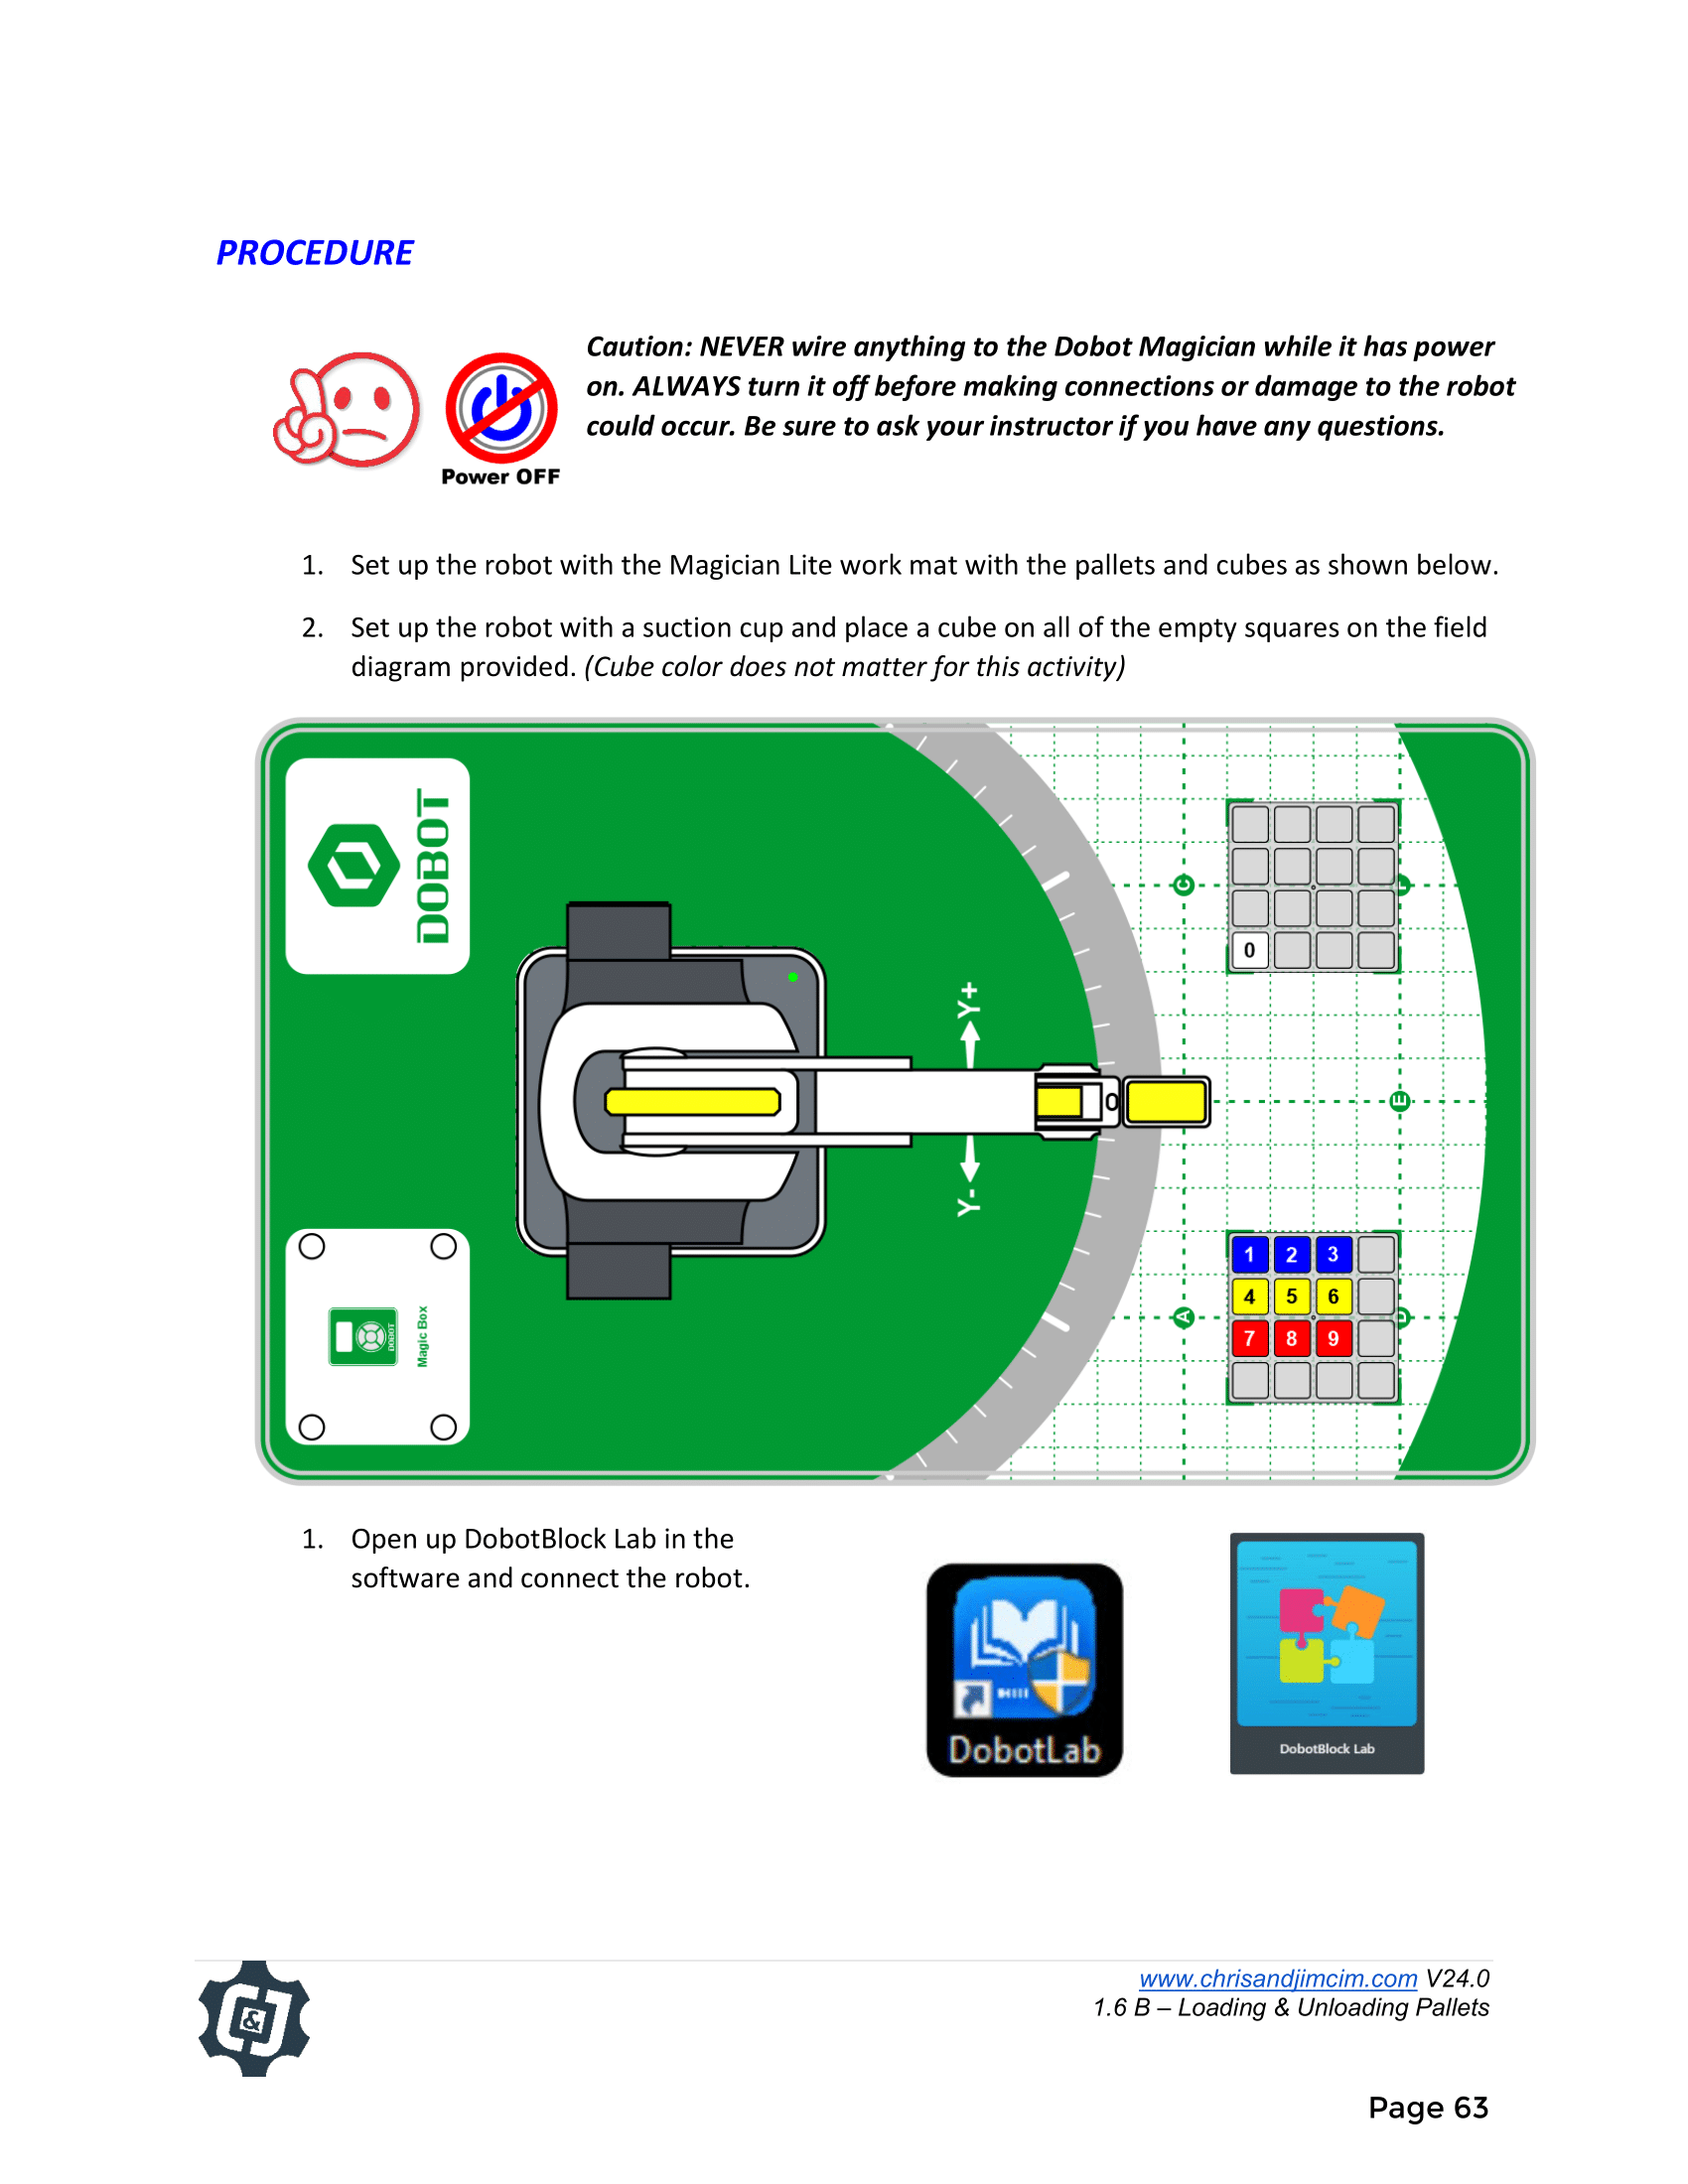 PROCEDURE
Caution: NEVER wire anything to the Dobot Magician while it has power
on. ALWAYS turn it off before making connections or damage to the robot
could occur. Be sure to ask your instructor if you have any questions.
Power OFF
1. Set up the robot with the Magician Lite work mat with the pallets and cubes as shown below.
2. Set up the robot with a suction cup and place a cube on all of the empty squares on the field
diagram provided. (Cube color does not matter for this activity)
DOBOT
C
0
Y+
E
Y-
1 2 3
4 5 6
7 8 9
A
DOBOT
Magic Box
1. Open up DobotBlock Lab in the
software and connect the robot.
DobotLab
DobotBlock Lab
&
www.chrisandjimcim.com V24.0
1.6 B – Loading & Unloading Pallets
Page 63